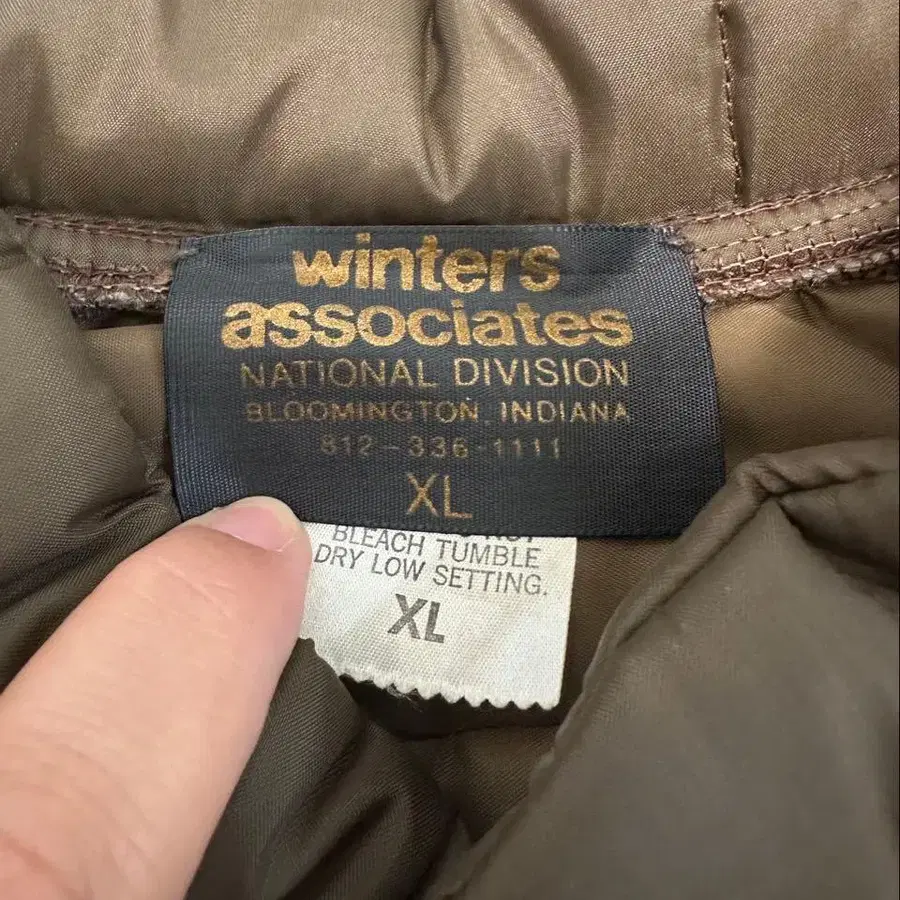 winters
associates
NATIONAL DIVISION
BLOOMINGTON, INDIANA
812-336-1111
XL
BLEACH TUMBLE
DRY LOW SETTING.
XL